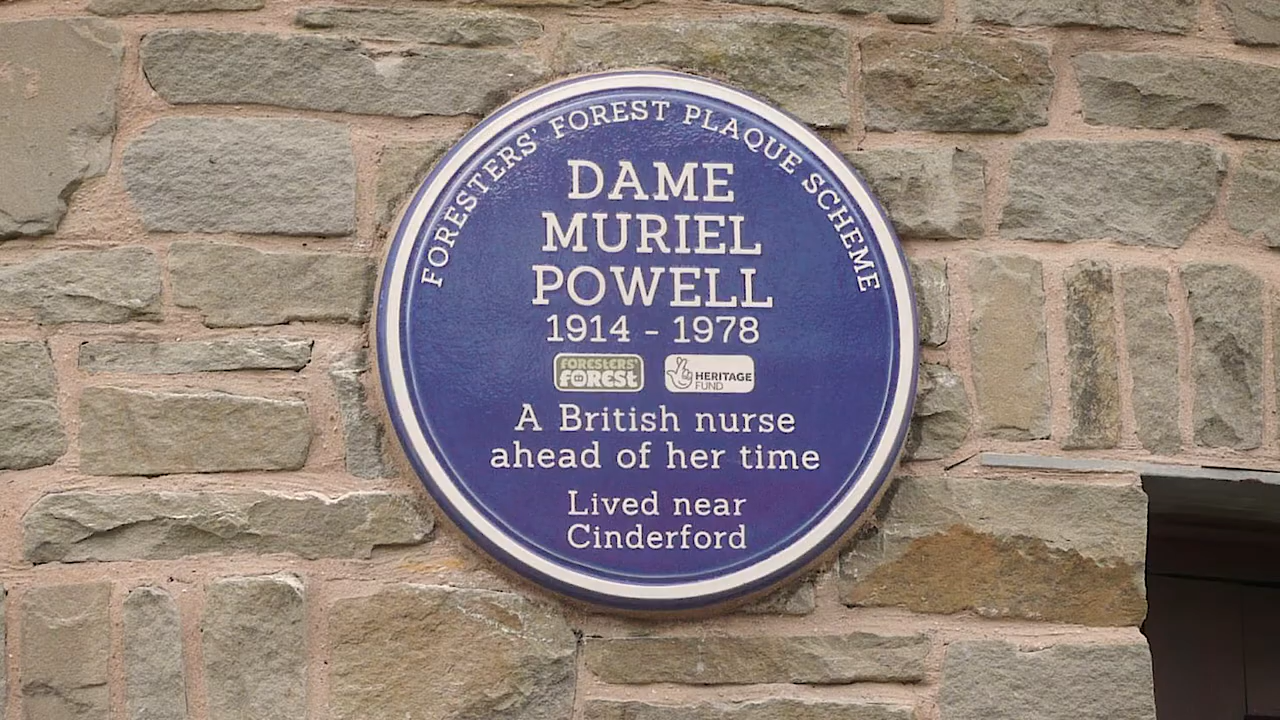 FORESTERS' FOREST PLAQUE SCHEME
DAME
MURIEL
POWELL
1914 - 1978
FORESTERS'
FOREST
HERITAGE
FUND
A British nurse
ahead of her time
Lived near
Cinderford